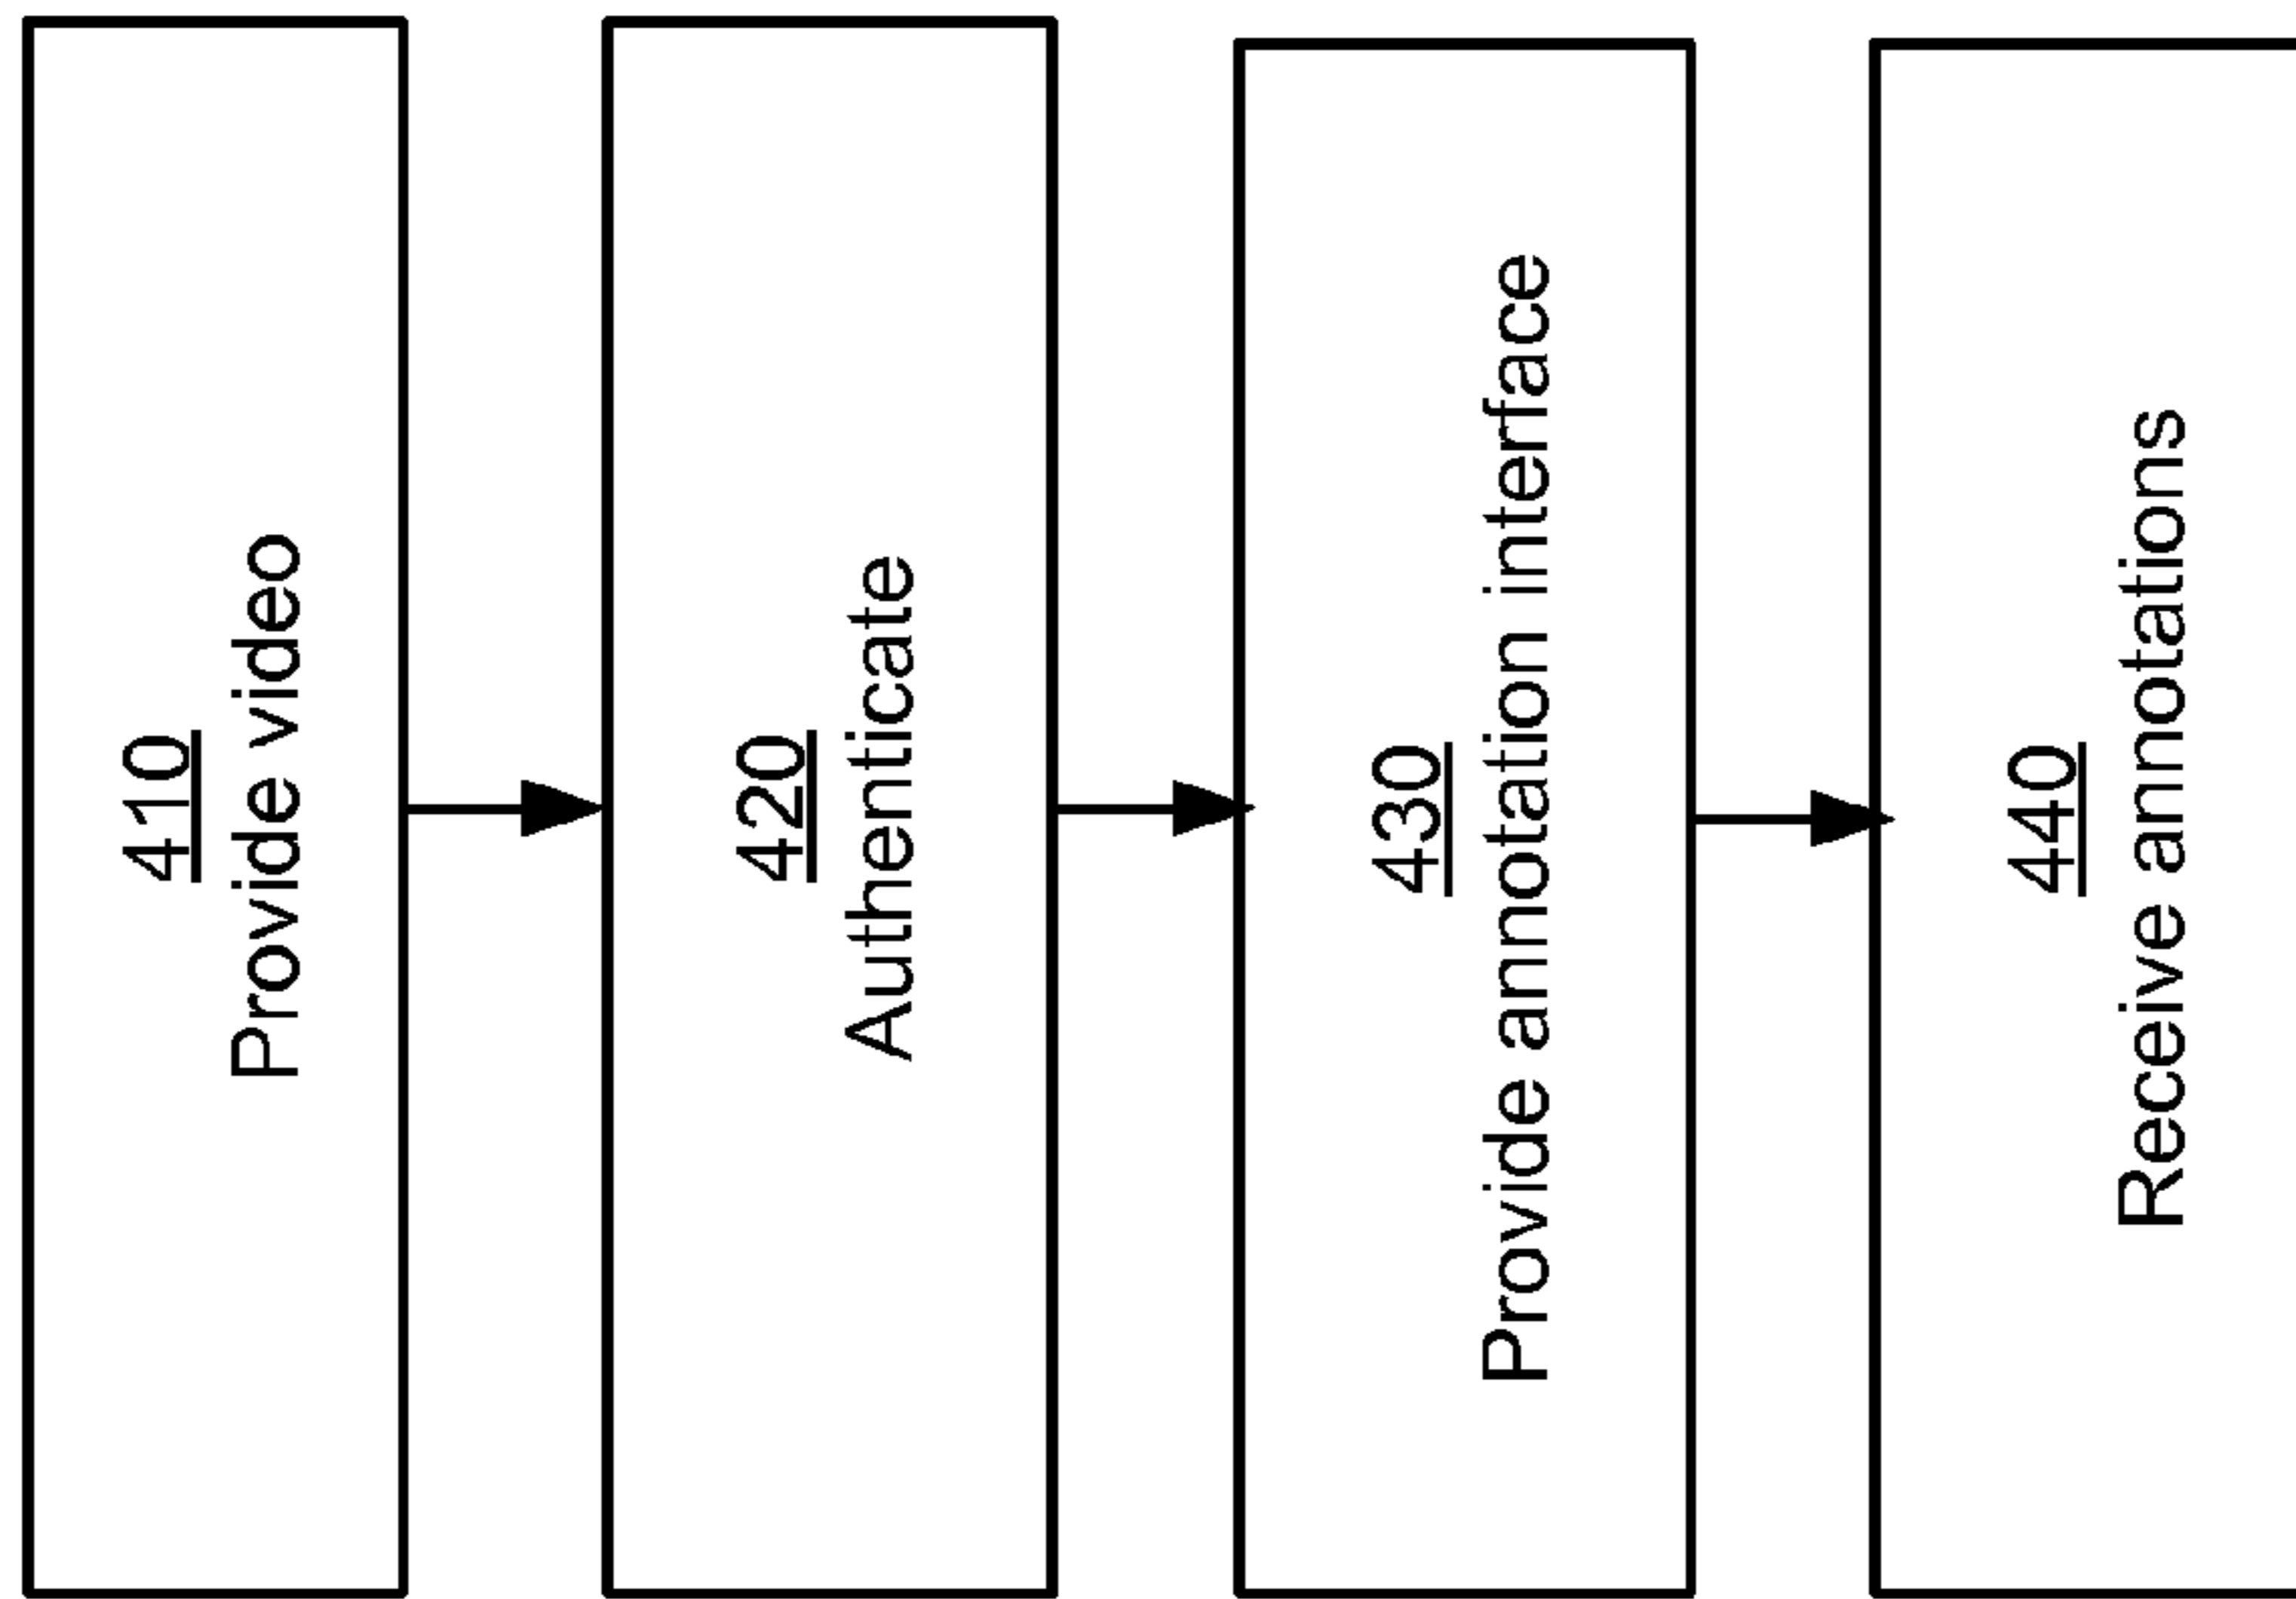 410
Provide video
420
Authenticate
430
Provide annotation interface
440
Receive annotations